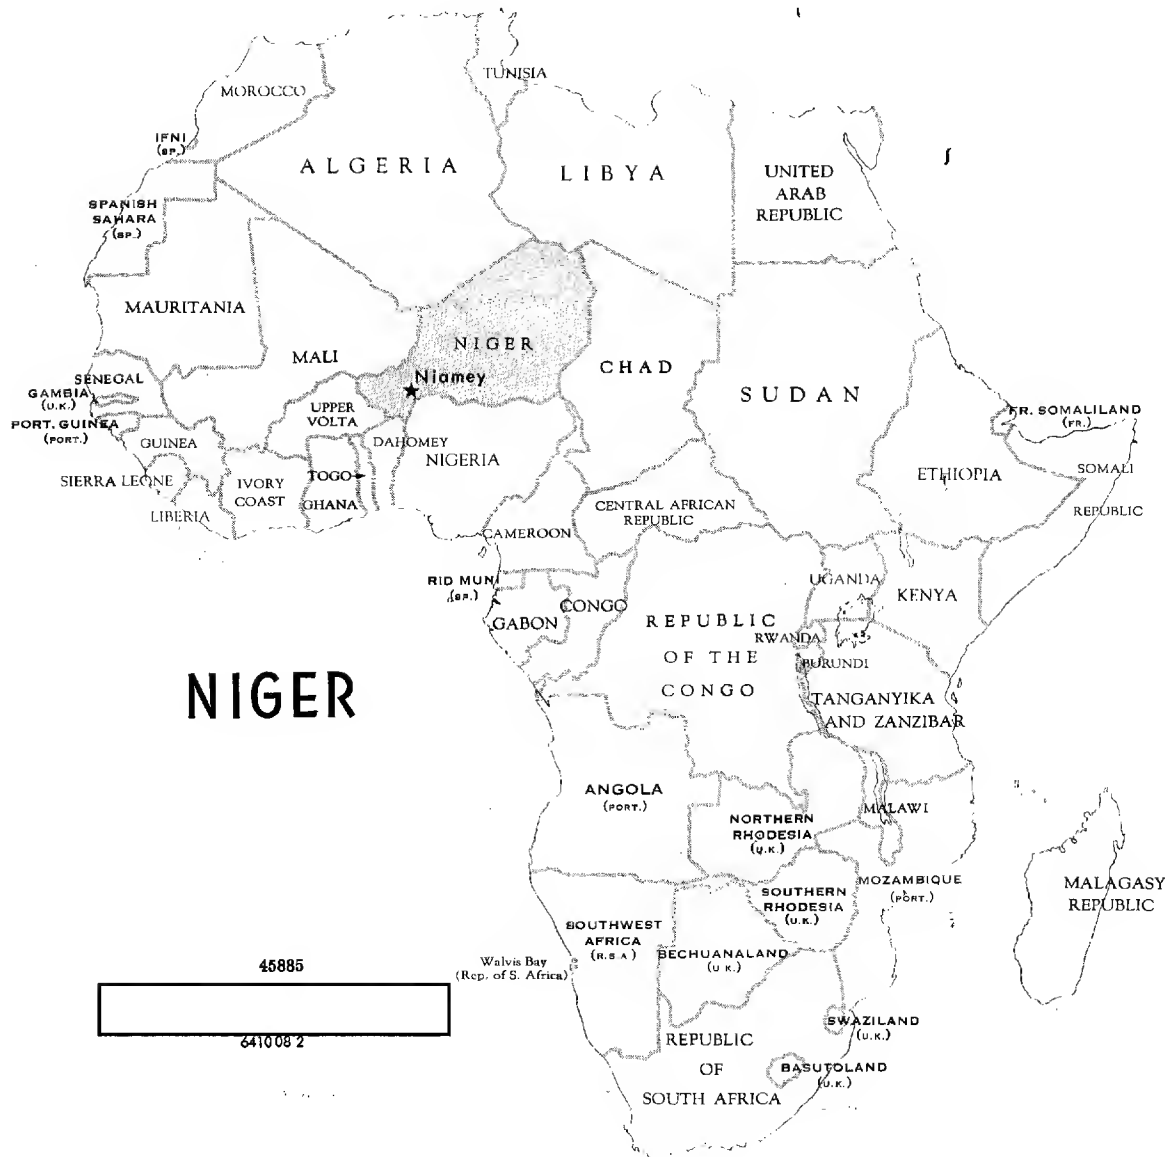 TUNISIA
MOROCCO
IFNI
(SP.)
ALGERIA
LIBYA
UNITED
ARAB
REPUBLIC
SPANISH
SAHARA
(SP.)
MAURITANIA
NIGER
MALI
CHAD
SUDAN
Niamey
SENEGAL
GAMBIA
(U.K.)
PORT. GUINEA
(PORT.)
UPPER
VOLTA
FR. SOMALILAND
(FR.)
GUINEA
DAHOMEY
NIGERIA
SIERRA LEONE
IVORY
COAST
TOGO
GHANA
ETHIOPIA
SOMALI
REPUBLIC
LIBERIA
CENTRAL AFRICAN
REPUBLIC
CAMEROON
RIO MUNI
(SP.)
UGANDA
KENYA
GABON
CONGO
REPUBLIC
OF THE
CONGO
RWANDA
BURUNDI
NIGER
TANGANYIKA
AND ZANZIBAR
ANGOLA
(PORT.)
MALAWI
NORTHERN
RHODESIA
(U.K.)
MOZAMBIQUE
(PORT.)
MALAGASY
REPUBLIC
SOUTHERN
RHODESIA
(U.K.)
SOUTHWEST
AFRICA
(R.S.A)
BECHUANALAND
(U.K.)
Walvis Bay
(Rep. of S. Africa)
45885
641008 2
SWAZILAND
(U.K.)
REPUBLIC
OF
SOUTH AFRICA
BASUTOLAND
(U.K.)